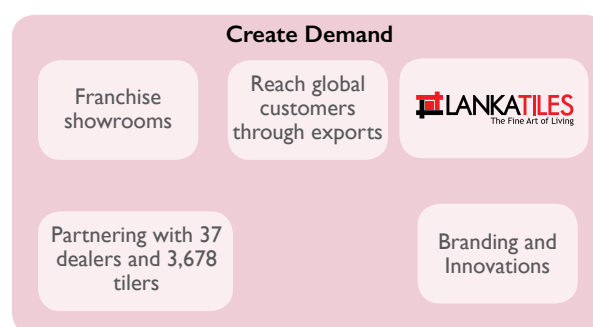 Create Demand
Franchise
showrooms
Reach global
customers
through exports
LANKATILES
The Fine Art of Living
Partnering with 37
dealers and 3,678
tilers
Branding and
Innovations